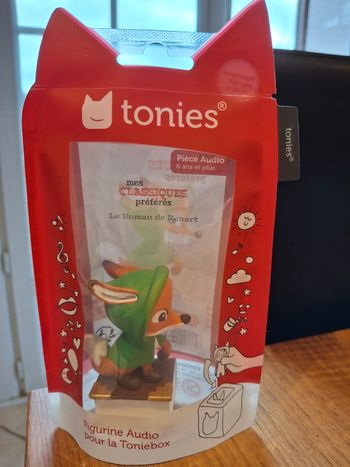 tonies®
tonies®
Pièce Audio
6 ans et plus
mes
CLASSIQUES
préférés
Le Roman de Renart
Figurine Audio
pour la Toniebox